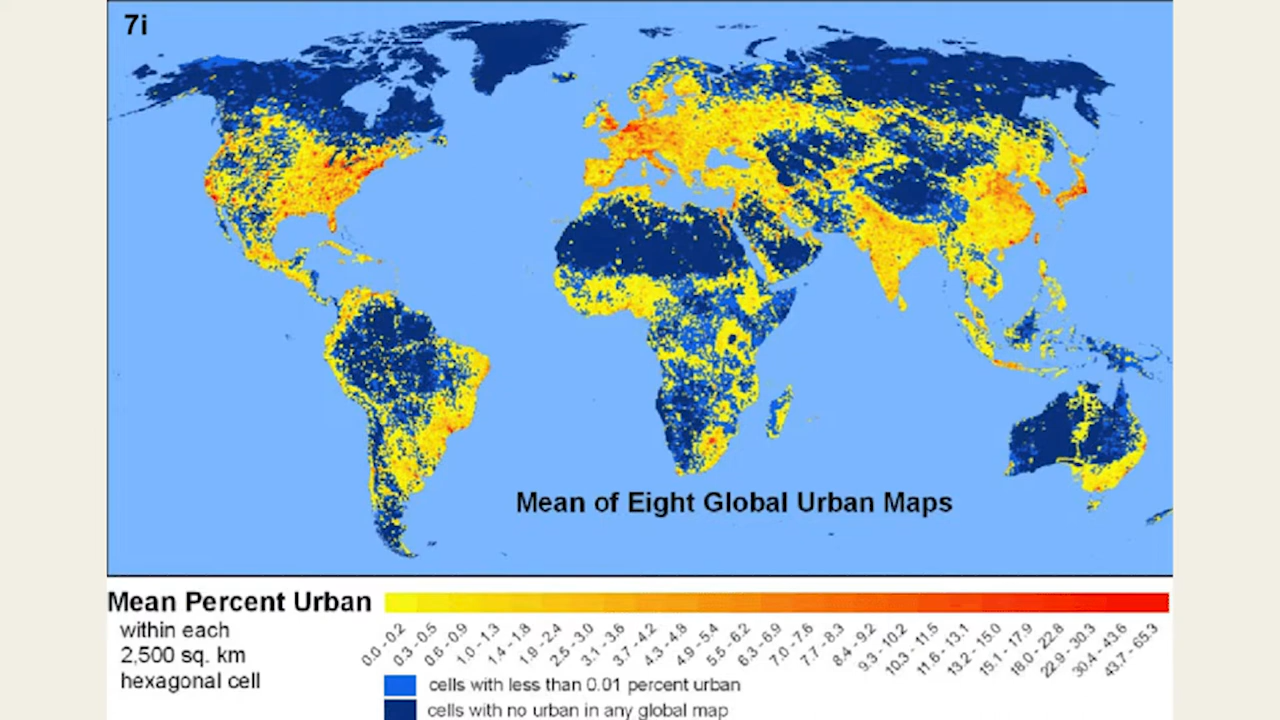 7i
Mean of Eight Global Urban Maps
Mean Percent Urban
within each
2,500 sq. km
hexagonal cell
0.0 - 0.2
0.3 - 0.5
0.6 - 0.9
1.0 - 1.3
1.4 - 1.8
1.9 - 2.4
2.5 - 3.0
3.1 - 3.6
3.7 - 4.2
4.3 - 4.8
4.9 - 5.4
5.5 - 6.2
6.3 - 6.9
7.0 - 7.6
7.7 - 8.3
8.4 - 9.2
9.3 - 10.2
10.3 - 11.5
11.6 - 13.1
13.2 - 15.0
15.1 - 17.9
18.0 - 22.8
22.9 - 30.3
30.4 - 43.6
43.7 - 65.3
cells with less than 0.01 percent urban
cells with no urban in any global map